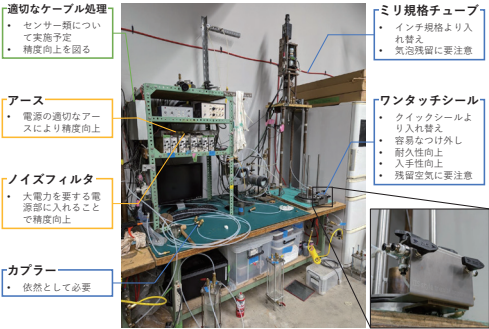 適切なケーブル処理
• センサー類につい
て実施予定
• 精度向上を図る
アース
• 電源の適切なアー
スにより精度向上
ノイズフィルタ
• 大電力を要する電
源部に入れること
で精度向上
カプラー
• 依然として必要
ミリ規格チューブ
• インチ規格より入
れ替え
• 気泡残留に要注意
ワンタッチシール
• クイックシールよ
り入れ替え
• 容易なつけ外し
• 耐久性向上
• 入手性向上
• 残留空気に要注意